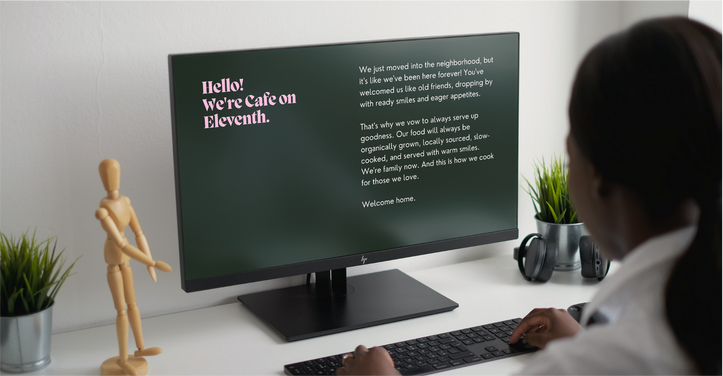 Hello!
We're Cafe on
Eleventh.
We just moved into the neighborhood, but
it's like we've been here forever! You've
welcomed us like old friends, dropping by
with ready smiles and eager appetites.
That's why we vow to always serve up
goodness. Our food will always be
organically grown, locally sourced, slow-
cooked, and served with warm smiles.
We're family now. And this is how we cook
for those we love.
Welcome home.
hp